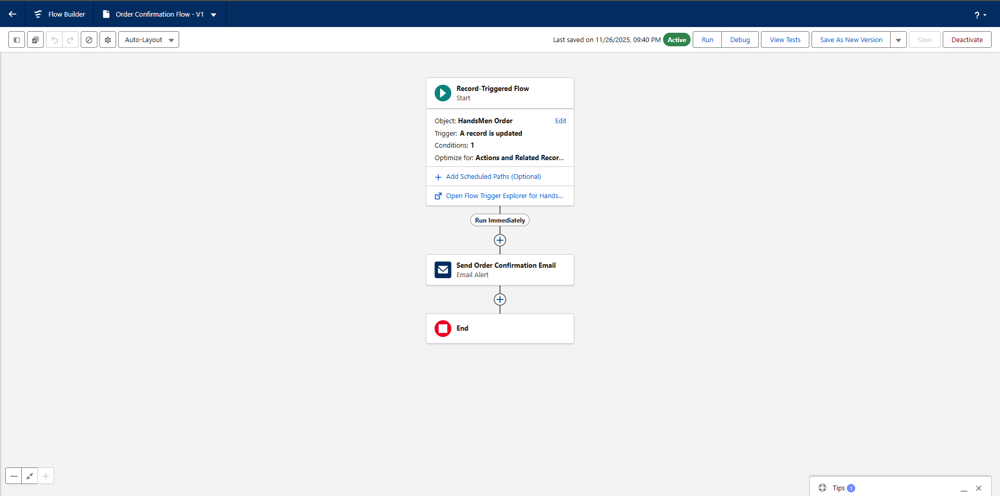 Flow Builder
Order Confirmation Flow - V1
?
Auto-Layout
Last saved on 11/26/2025, 09:40 PM
Active
Run
Debug
View Tests
Save As New Version
Save
Deactivate
Record-Triggered Flow
Start
Object: HandsMen Order
Edit
Trigger: A record is updated
Conditions: 1
Optimize for: Actions and Related Recor...
Add Scheduled Paths (Optional)
Open Flow Trigger Explorer for Hands...
Run Immediately
Send Order Confirmation Email
Email Alert
End
Tips 1